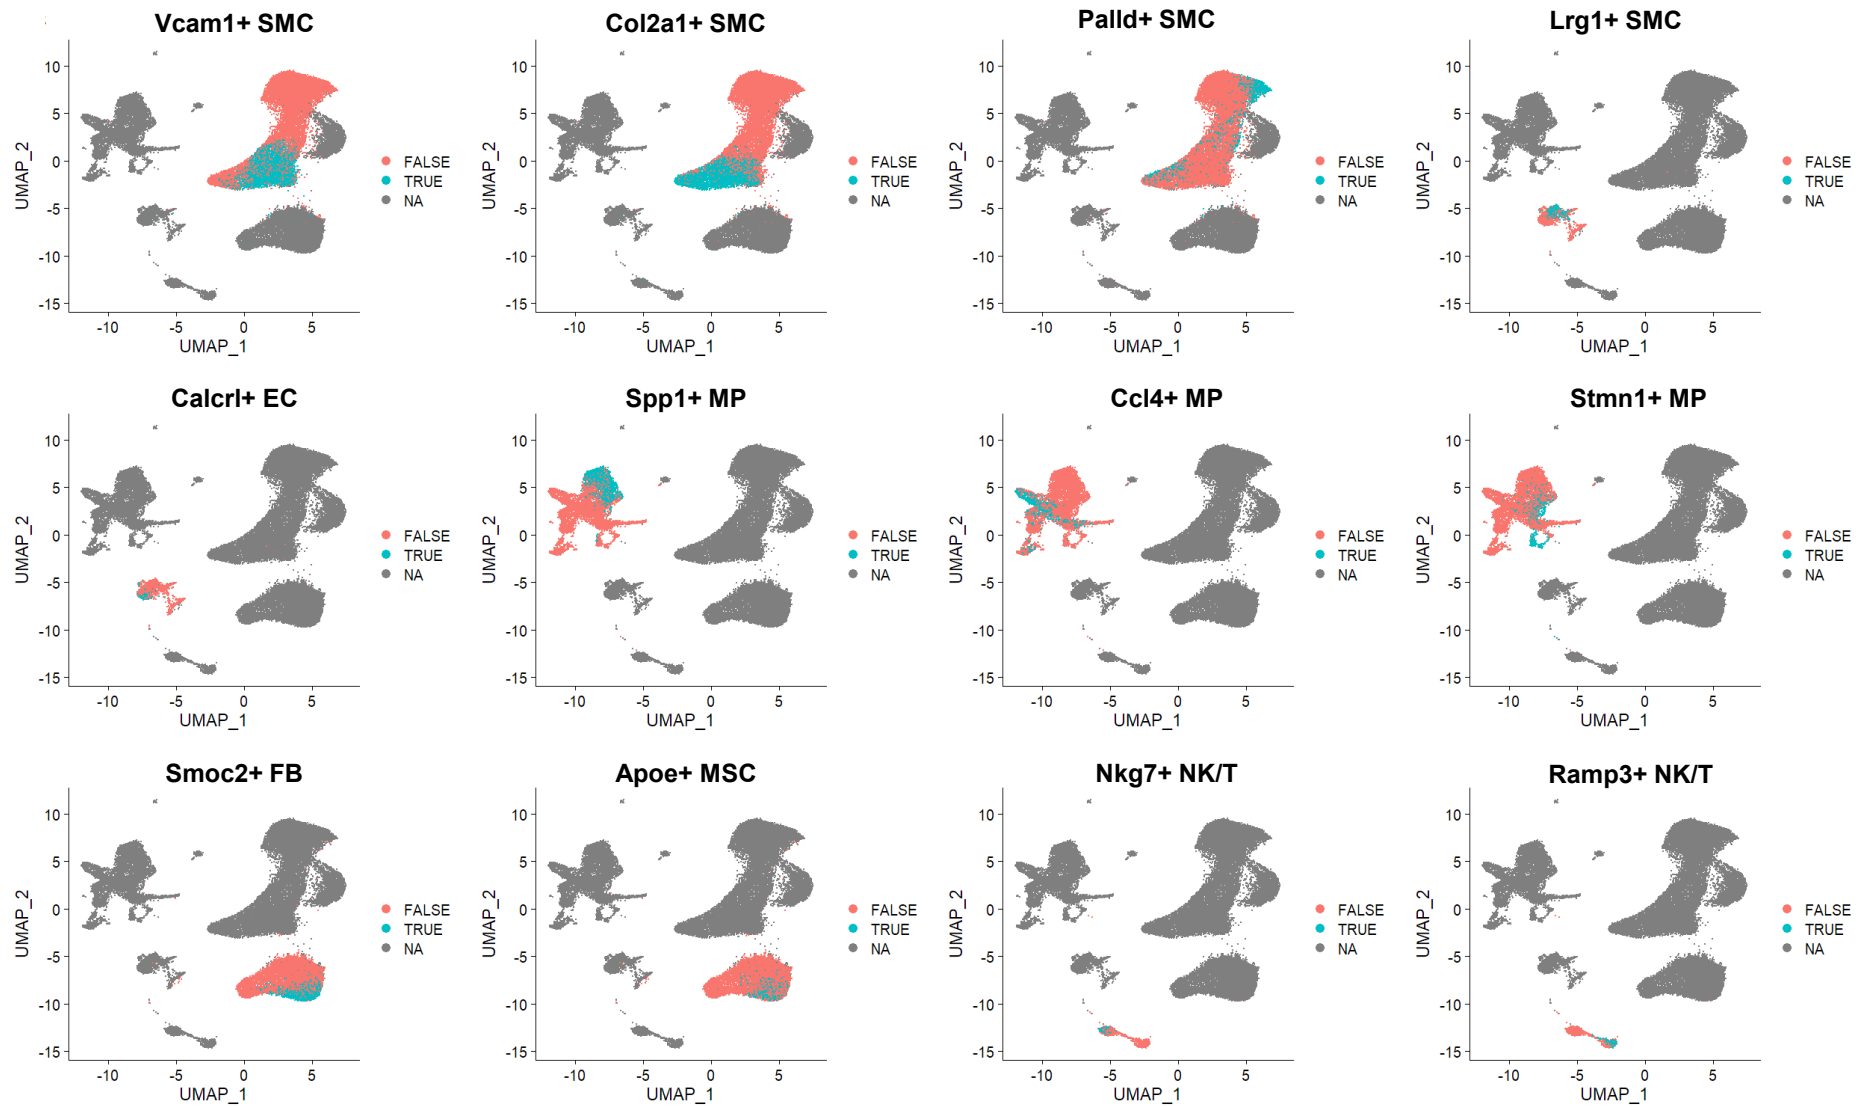 Vcam1+ SMC
10
5
0
-5
-10
-15
UMAP_2
-10 -5 0 5
UMAP_1
FALSE
TRUE
NA
Col2a1+ SMC
10
5
0
-5
-10
-15
UMAP_2
-10 -5 0 5
UMAP_1
FALSE
TRUE
NA
Palld+ SMC
10
5
0
-5
-10
-15
UMAP_2
-10 -5 0 5
UMAP_1
FALSE
TRUE
NA
Lrg1+ SMC
10
5
0
-5
-10
-15
UMAP_2
-10 -5 0 5
UMAP_1
FALSE
TRUE
NA
Calcrl+ EC
10
5
0
-5
-10
-15
UMAP_2
-10 -5 0 5
UMAP_1
FALSE
TRUE
NA
Spp1+ MP
10
5
0
-5
-10
-15
UMAP_2
-10 -5 0 5
UMAP_1
FALSE
TRUE
NA
Ccl4+ MP
10
5
0
-5
-10
-15
UMAP_2
-10 -5 0 5
UMAP_1
FALSE
TRUE
NA
Stmn1+ MP
10
5
0
-5
-10
-15
UMAP_2
-10 -5 0 5
UMAP_1
FALSE
TRUE
NA
Smoc2+ FB
10
5
0
-5
-10
-15
UMAP_2
-10 -5 0 5
UMAP_1
FALSE
TRUE
NA
Apoe+ MSC
10
5
0
-5
-10
-15
UMAP_2
-10 -5 0 5
UMAP_1
FALSE
TRUE
NA
Nkg7+ NK/T
10
5
0
-5
-10
-15
UMAP_2
-10 -5 0 5
UMAP_1
FALSE
TRUE
NA
Ramp3+ NK/T
10
5
0
-5
-10
-15
UMAP_2
-10 -5 0 5
UMAP_1
FALSE
TRUE
NA